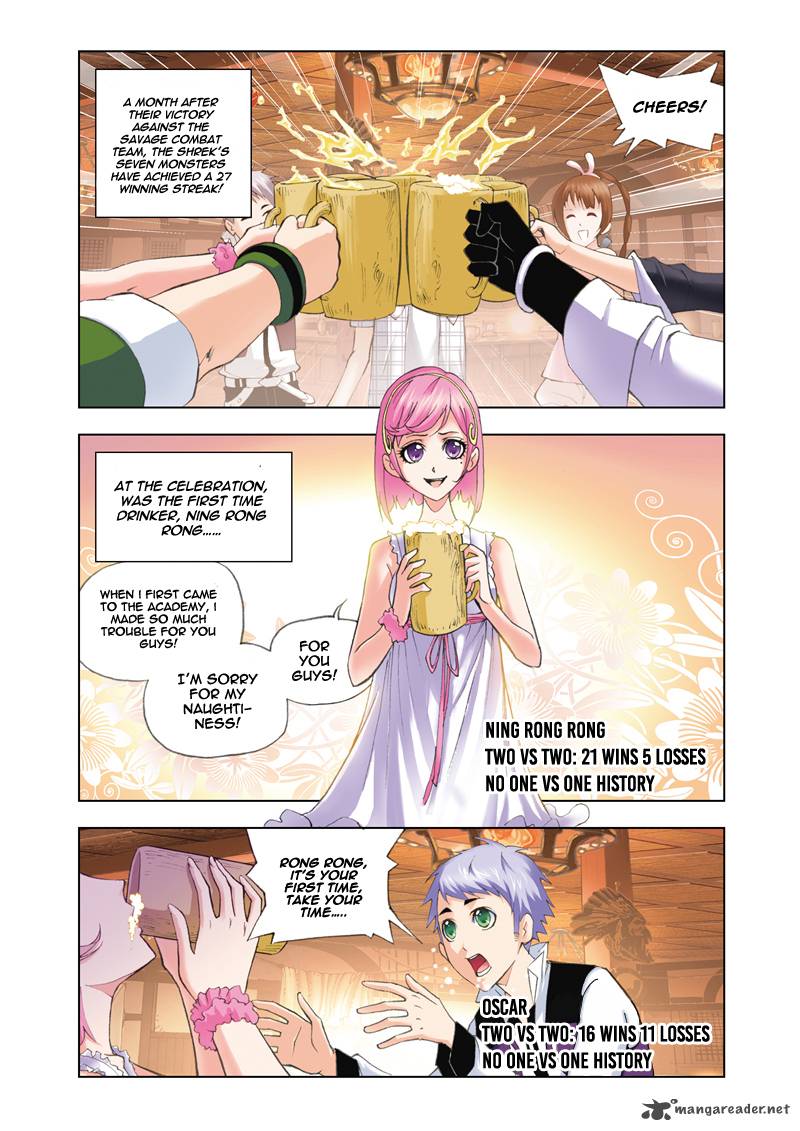 A MONTH AFTER
THEIR VICTORY
AGAINST THE
SAVAGE COMBAT
TEAM, THE SHREK'S
SEVEN MONSTERS
HAVE ACHIEVED A 27
WINNING STREAK!
CHEERS!
AT THE CELEBRATION,
WAS THE FIRST TIME
DRINKER, NING RONG
RONG......
WHEN I FIRST CAME
TO THE ACADEMY, I
MADE SO MUCH
TROUBLE FOR YOU
GUYS!
I'M SORRY
FOR MY
NAUGHTI-
NESS!
FOR
YOU
GUYS!
NING RONG RONG
TWO VS TWO: 21 WINS 5 LOSSES
NO ONE VS ONE HISTORY
RONG RONG,
IT'S YOUR
FIRST TIME,
TAKE YOUR
TIME.....
OSCAR
TWO VS TWO: 16 WINS 11 LOSSES
NO ONE VS ONE HISTORY
mangareader.net